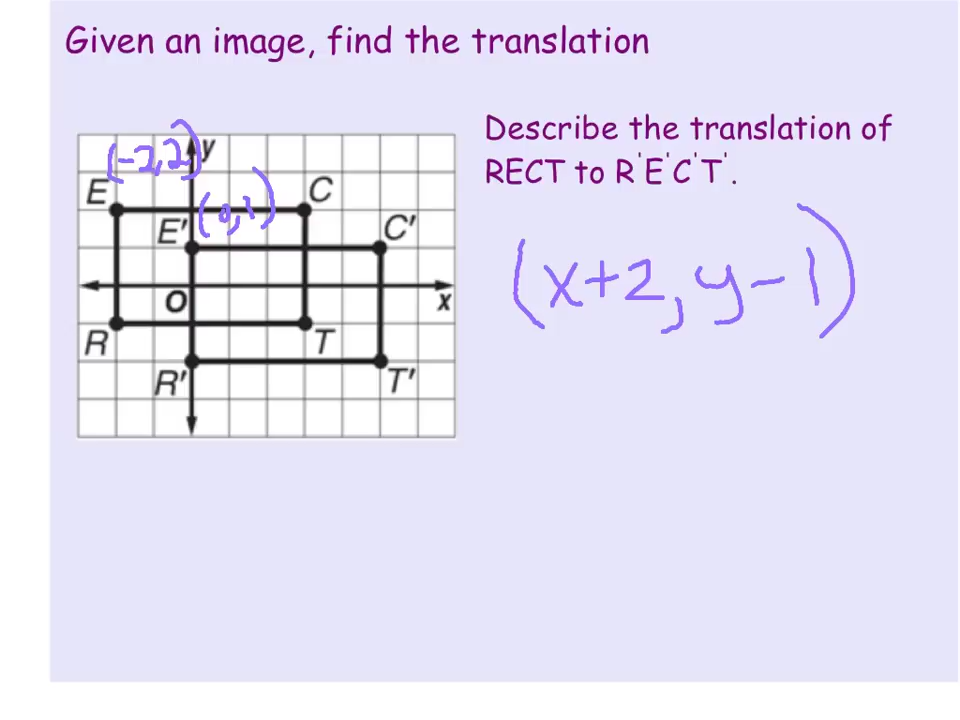 Given an image, find the translation
Describe the translation of
RECT to R'E'C'T'.
(-2,2)
y
E
C
(0,1)
E'
C'
(x+2, y-1)
O
x
R
T
R'
T'